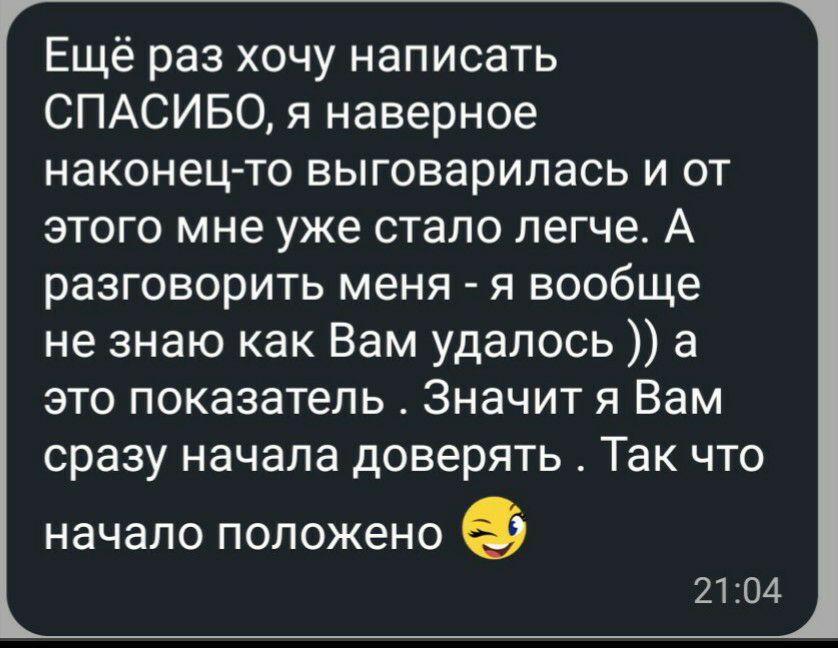 Ещё раз хочу написать
СПАСИБО, я наверное
наконец-то выговарилась и от
этого мне уже стало легче. А
разговорить меня - я вообще
не знаю как Вам удалось )) а
это показатель . Значит я Вам
сразу начала доверять . Так что
начало положено 😉
21:04